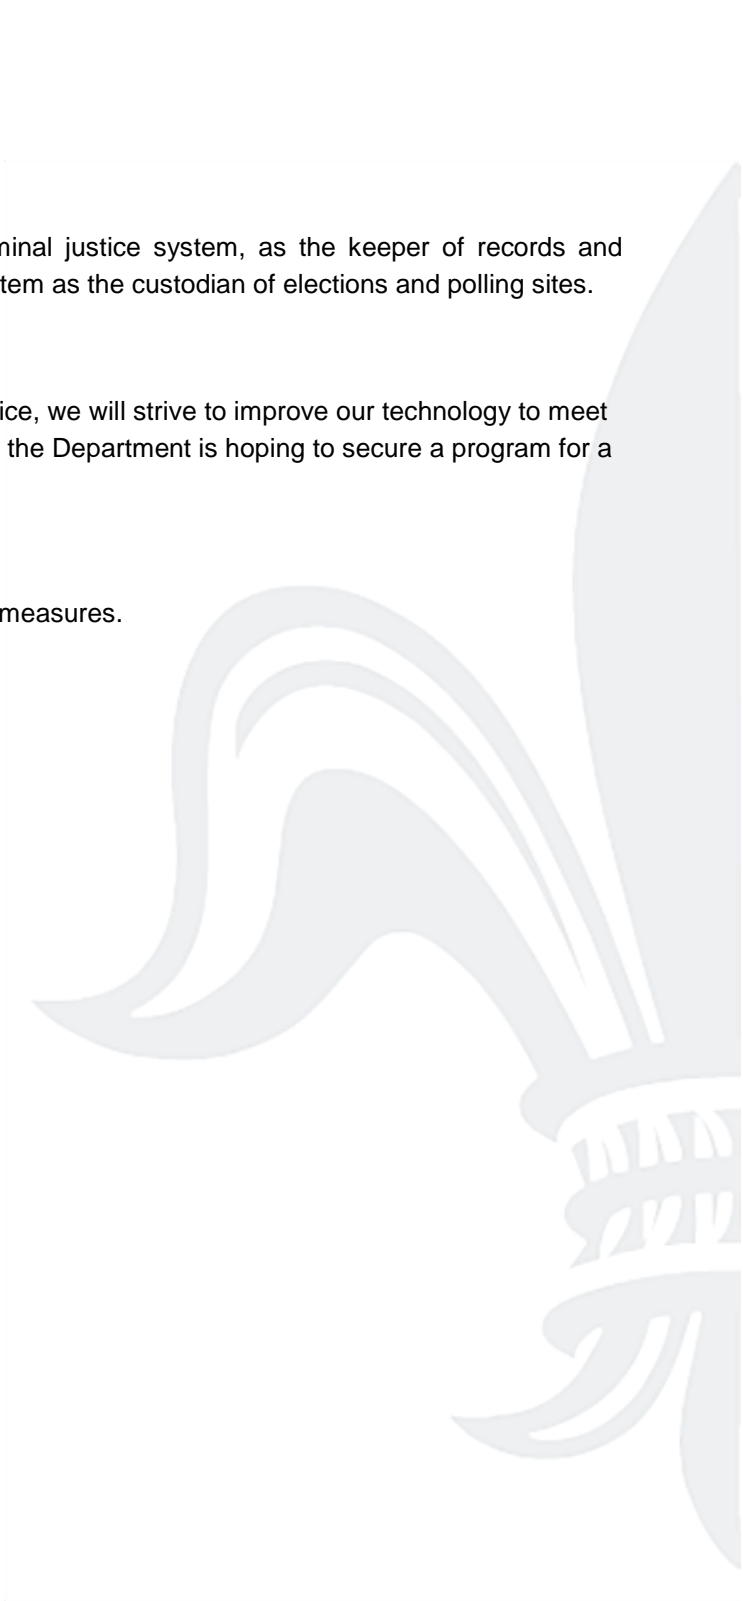 minal justice system, as the keeper of records and
tem as the custodian of elections and polling sites.
ice, we will strive to improve our technology to meet
the Department is hoping to secure a program for a
measures.